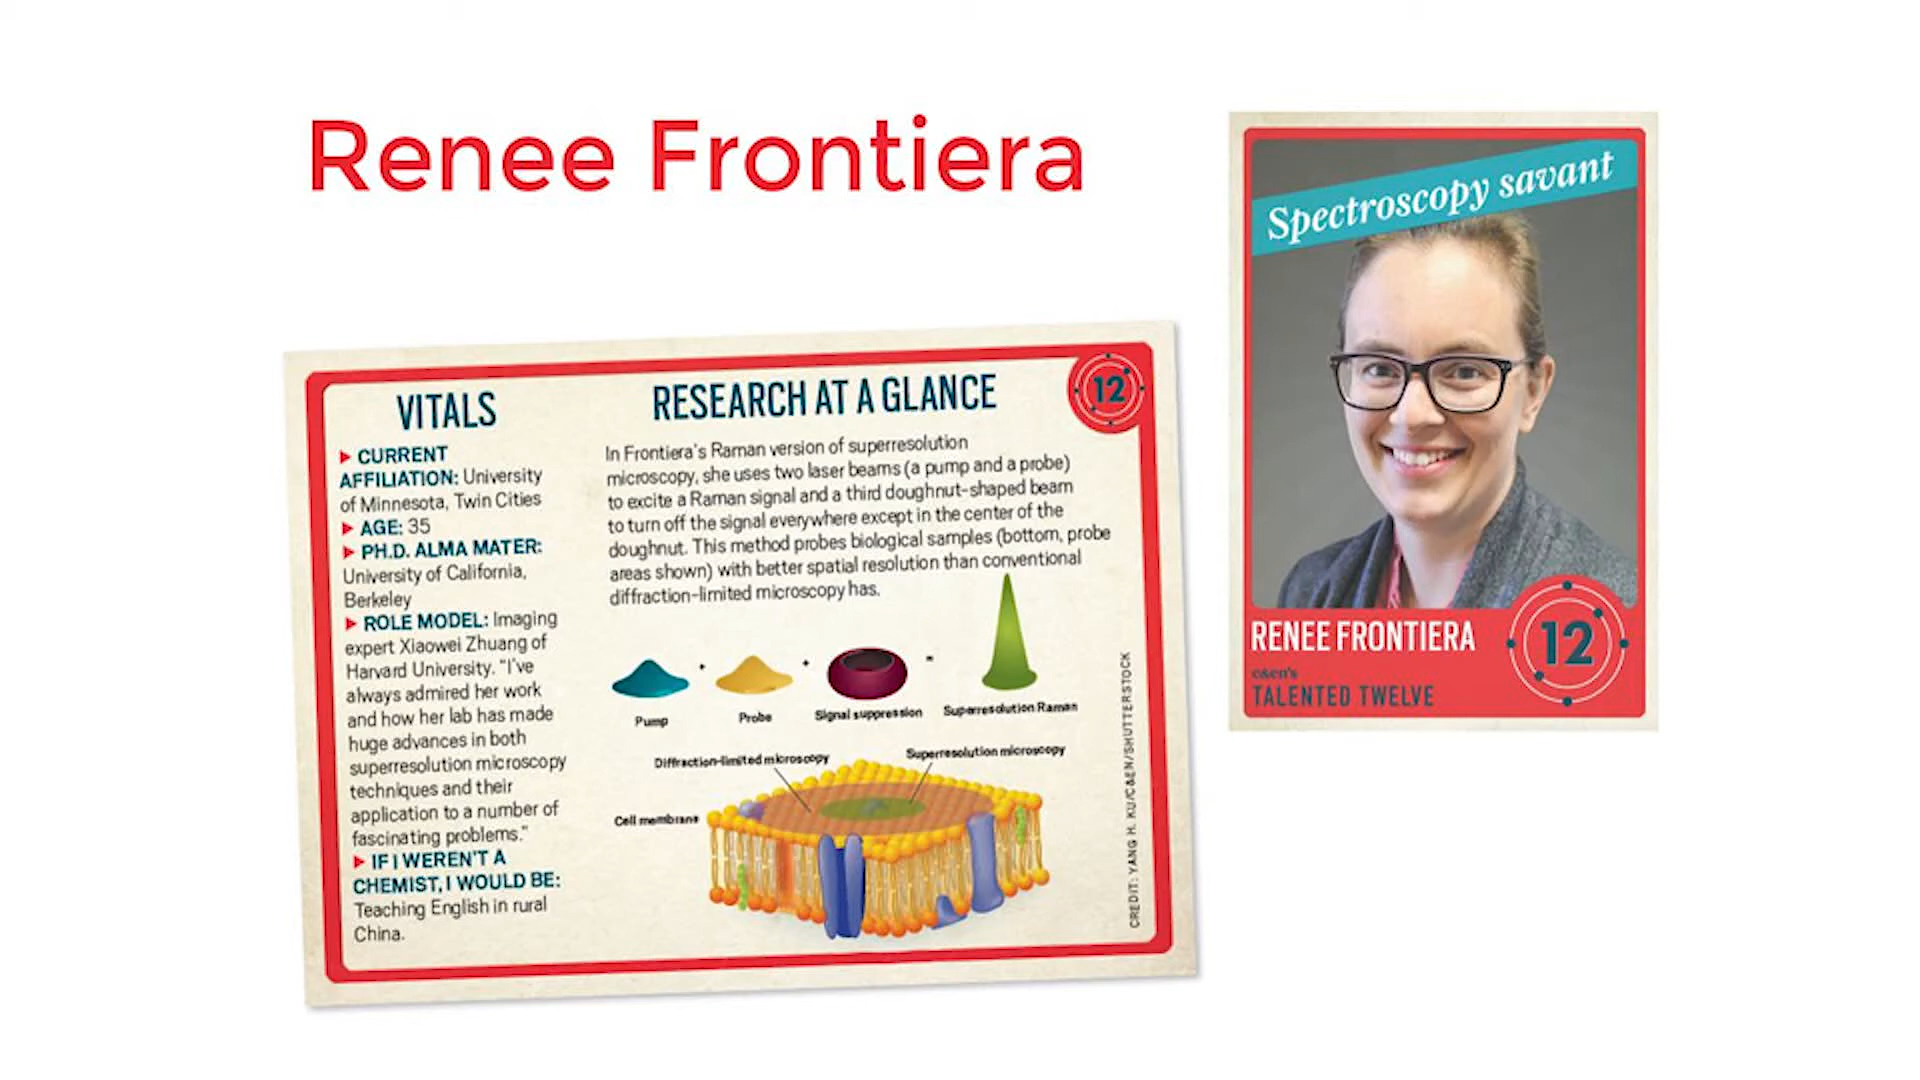 Renee Frontiera
VITALS
▶ CURRENT
AFFILIATION: University
of Minnesota, Twin Cities
▶ AGE: 35
▶ PH.D. ALMA MATER:
University of California,
Berkeley
▶ ROLE MODEL: Imaging
expert Xiaowei Zhuang of
Harvard University. “I’ve
always admired her work
and how her lab has made
huge advances in both
superresolution microscopy
techniques and their
application to a number of
fascinating problems.”
▶ IF I WEREN’T A
CHEMIST, I WOULD BE:
Teaching English in rural
China.
RESEARCH AT A GLANCE
12
In Frontiera’s Raman version of superresolution
microscopy, she uses two laser beams (a pump and a probe)
to excite a Raman signal and a third doughnut-shaped beam
to turn off the signal everywhere except in the center of the
doughnut. This method probes biological samples (bottom, probe
areas shown) with better spatial resolution than conventional
diffraction-limited microscopy has.
+ + =
Pump Probe Signal suppression Superresolution Raman
Diffraction-limited microscopy Superresolution microscopy
Cell membrane
CREDIT: YANG H. KU/C&EN/SHUTTERSTOCK
Spectroscopy savant
RENEE FRONTIERA
12
c&en's
TALENTED TWELVE